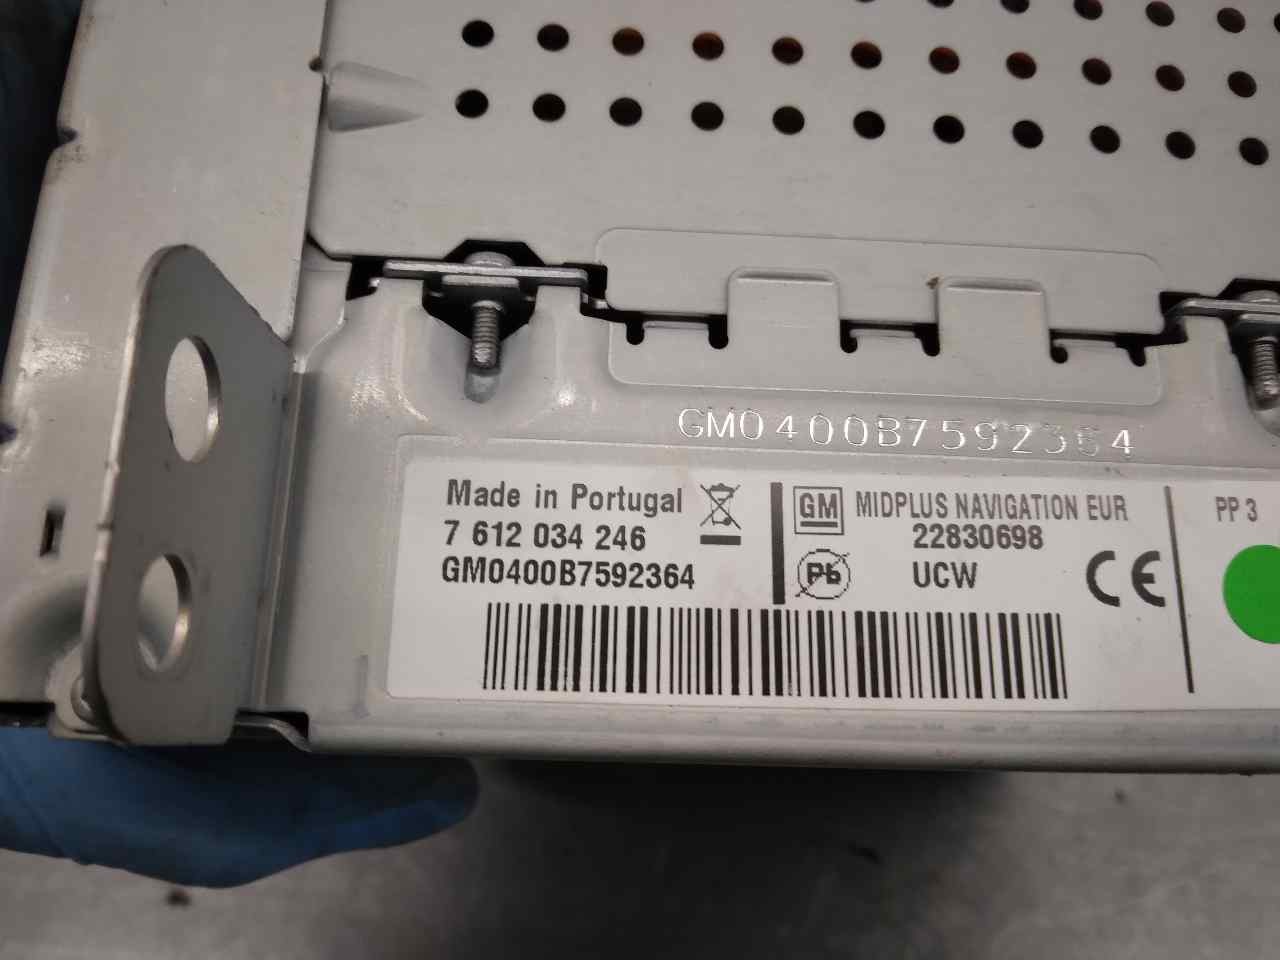 GM0400B7592364
Made in Portugal
7 612 034 246
GM0400B7592364
GM MIDPLUS NAVIGATION EUR
22830698
Pb UCW
CE
PP 3